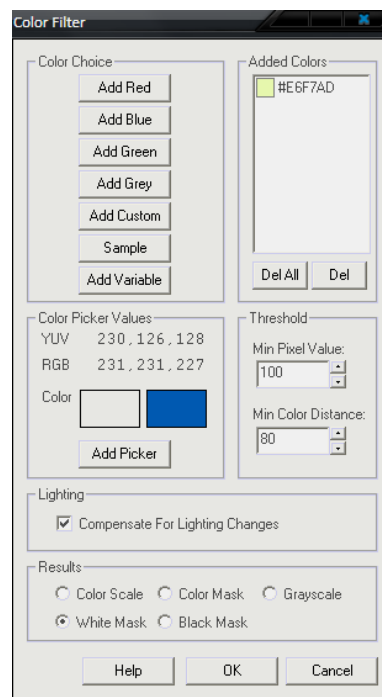 Color Filter
Color Choice
Add Red
Add Blue
Add Green
Add Grey
Add Custom
Sample
Add Variable
Added Colors
#E6F7AD
Del All
Del
Color Picker Values
YUV 230,126,128
RGB 231,231,227
Color
Add Picker
Threshold
Min Pixel Value:
100
Min Color Distance:
80
Lighting
Compensate For Lighting Changes
Results
Color Scale Color Mask Grayscale
White Mask Black Mask
Help OK Cancel